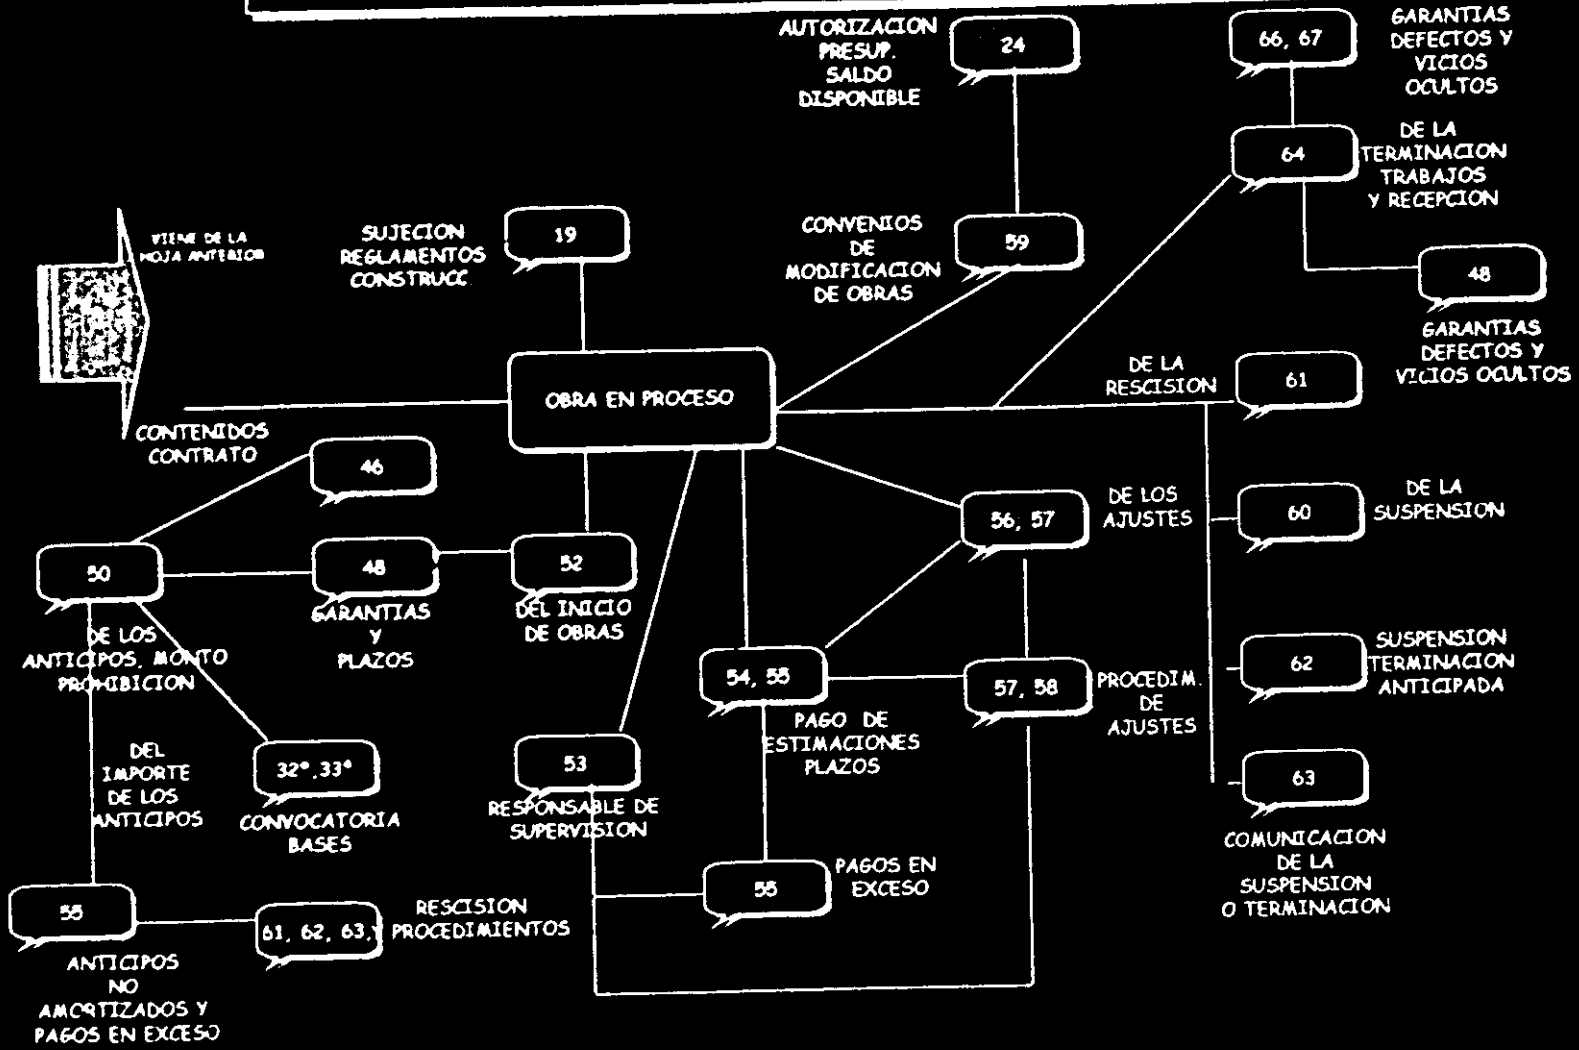 AUTORIZACION
PRESUP.
SALDO
DISPONIBLE
24
66, 67
GARANTIAS
DEFECTOS Y
VICIOS
OCULTOS
64
DE LA
TERMINACION
TRABAJOS
Y RECEPCION
VIENE DE LA
HOJA ANTERIOR
SUJECION
REGLAMENTOS
CONSTRUCC.
19
CONVENIOS
DE
MODIFICACION
DE OBRAS
59
48
GARANTIAS
DEFECTOS Y
VICIOS OCULTOS
OBRA EN PROCESO
DE LA
RESCISION
61
CONTENIDOS
CONTRATO
46
56, 57
DE LOS
AJUSTES
60
DE LA
SUSPENSION
50
DE LOS
ANTICIPOS, MONTO
PROHIBICION
48
GARANTIAS
Y
PLAZOS
52
DEL INICIO
DE OBRAS
54, 55
PAGO DE
ESTIMACIONES
PLAZOS
57, 58
PROCEDIM.
DE
AJUSTES
62
SUSPENSION
TERMINACION
ANTICIPADA
DEL
IMPORTE
DE LOS
ANTICIPOS
32°,33°
CONVOCATORIA
BASES
53
RESPONSABLE DE
SUPERVISION
63
COMUNICACION
DE LA
SUSPENSION
O TERMINACION
55
PAGOS EN
EXCESO
55
ANTICIPOS
NO
AMORTIZADOS Y
PAGOS EN EXCESO
61, 62, 63,
RESCISION
PROCEDIMIENTOS